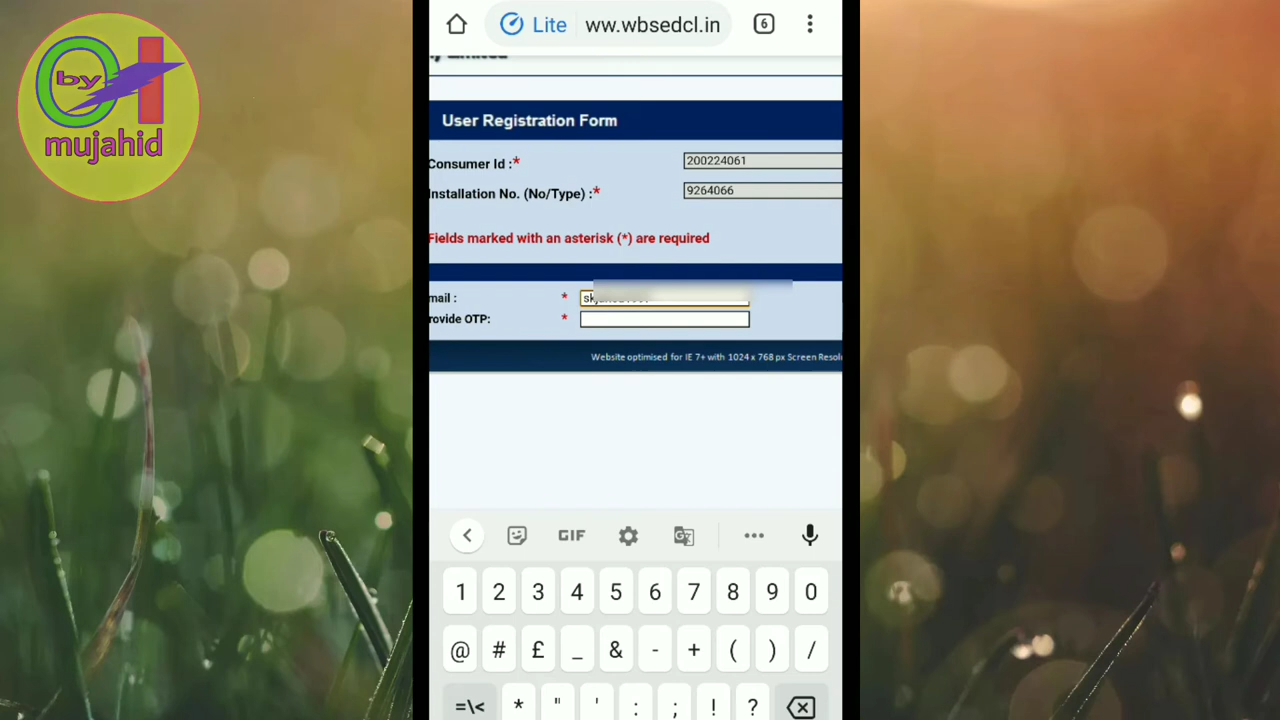 by
mujahid
Lite ww.wbsedcl.in 6
User Registration Form
Consumer Id :* 200224061
Installation No. (No/Type) :* 9264066
Fields marked with an asterisk (*) are required
mail : *
rovide OTP: *
Website optimised for IE 7+ with 1024 x 768 px Screen Resol
GIF
1 2 3 4 5 6 7 8 9 0
@ # £ _ & - + ( ) /
=\< * " ' : ; ! ?